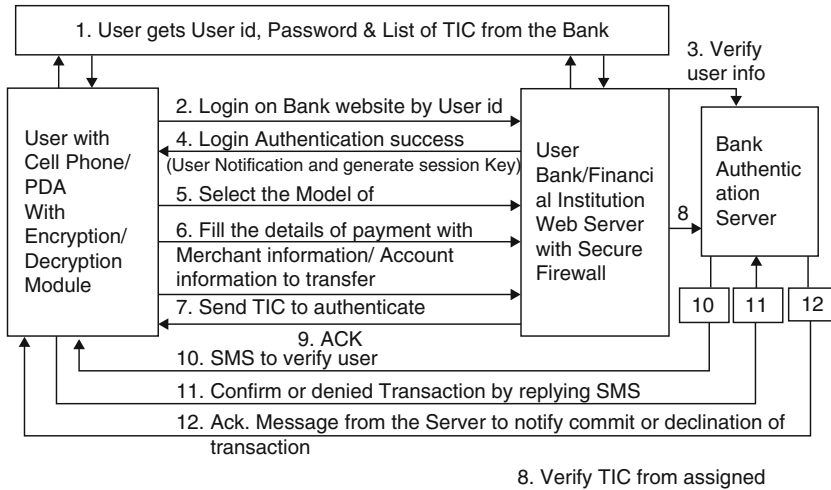 1. User gets User id, Password & List of TIC from the Bank
3. Verify
user info
2. Login on Bank website by User id
4. Login Authentication success
(User Notification and generate session Key)
5. Select the Model of
6. Fill the details of payment with
Merchant information/ Account
information to transfer
7. Send TIC to authenticate
9. ACK
User with
Cell Phone/
PDA
With
Encryption/
Decryption
Module
User
Bank/Financi
al Institution
Web Server
with Secure
Firewall
8
Bank
Authentic
ation
Server
10
11
12
10. SMS to verify user
11. Confirm or denied Transaction by replying SMS
12. Ack. Message from the Server to notify commit or declination of
transaction
8. Verify TIC from assigned